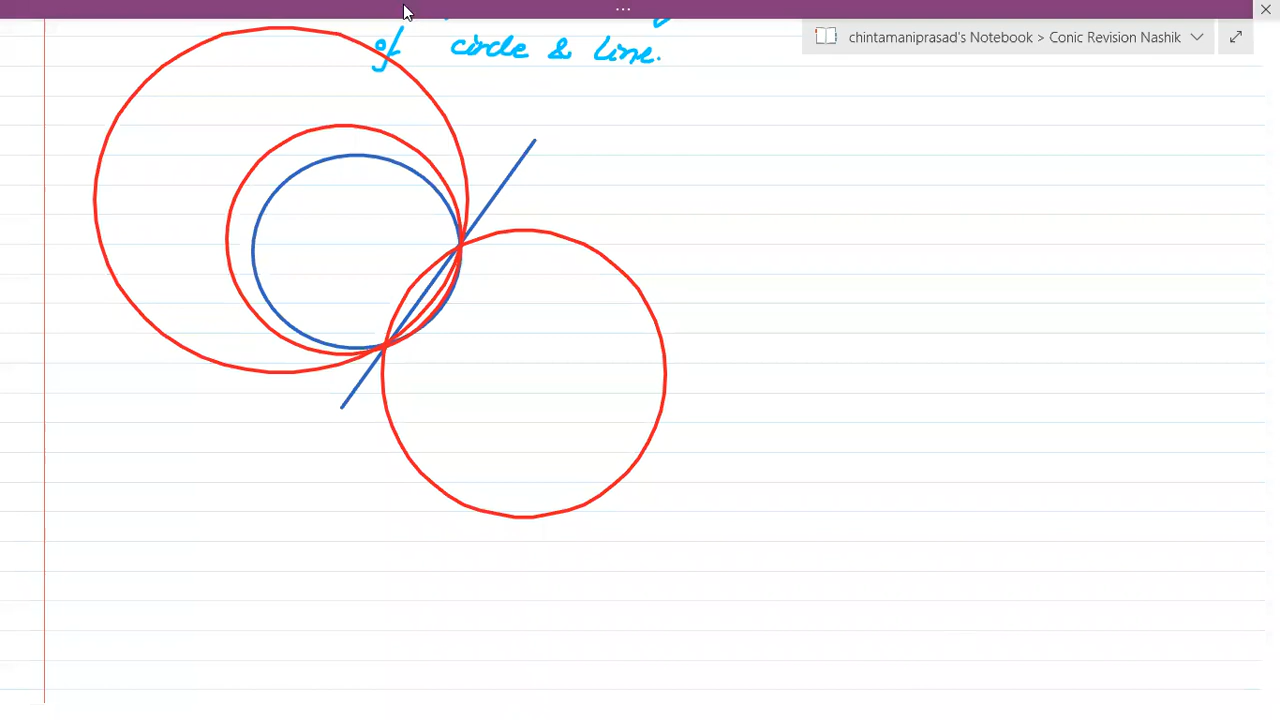 of circle & line.
chintamaniprasad's Notebook > Conic Revision Nashik